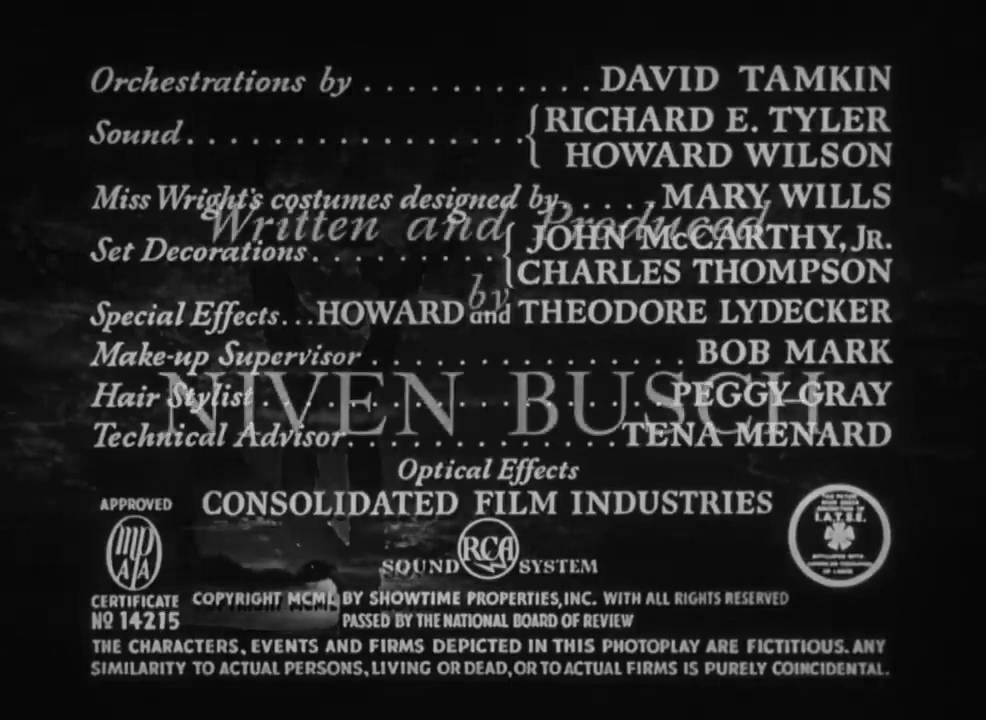 Orchestrations by . . . . . . . . . . . DAVID TAMKIN
Sound . . . . . . . . . . . . . . . . { RICHARD E. TYLER
HOWARD WILSON
Miss Wright's costumes designed by . . . . . MARY WILLS
Written and Produced
Set Decorations . . . . . . . . . { JOHN McCARTHY, JR.
CHARLES THOMPSON
by
Special Effects...HOWARD and THEODORE LYDECKER
Make-up Supervisor . . . . . . . . . . . . . . . BOB MARK
NIVEN BUSCH
Hair Stylist . . . . . . . . . . . . . . . . . . . PEGGY GRAY
Technical Advisor . . . . . . . . . . . . . TENA MENARD
Optical Effects
CONSOLIDATED FILM INDUSTRIES
APPROVED
MPAA
SOUND RCA SYSTEM
I.A.T.S.E.
CERTIFICATE
No 14215
COPYRIGHT MCML BY SHOWTIME PROPERTIES, INC. WITH ALL RIGHTS RESERVED
PASSED BY THE NATIONAL BOARD OF REVIEW
THE CHARACTERS, EVENTS AND FIRMS DEPICTED IN THIS PHOTOPLAY ARE FICTITIOUS. ANY
SIMILARITY TO ACTUAL PERSONS, LIVING OR DEAD, OR TO ACTUAL FIRMS IS PURELY COINCIDENTAL.